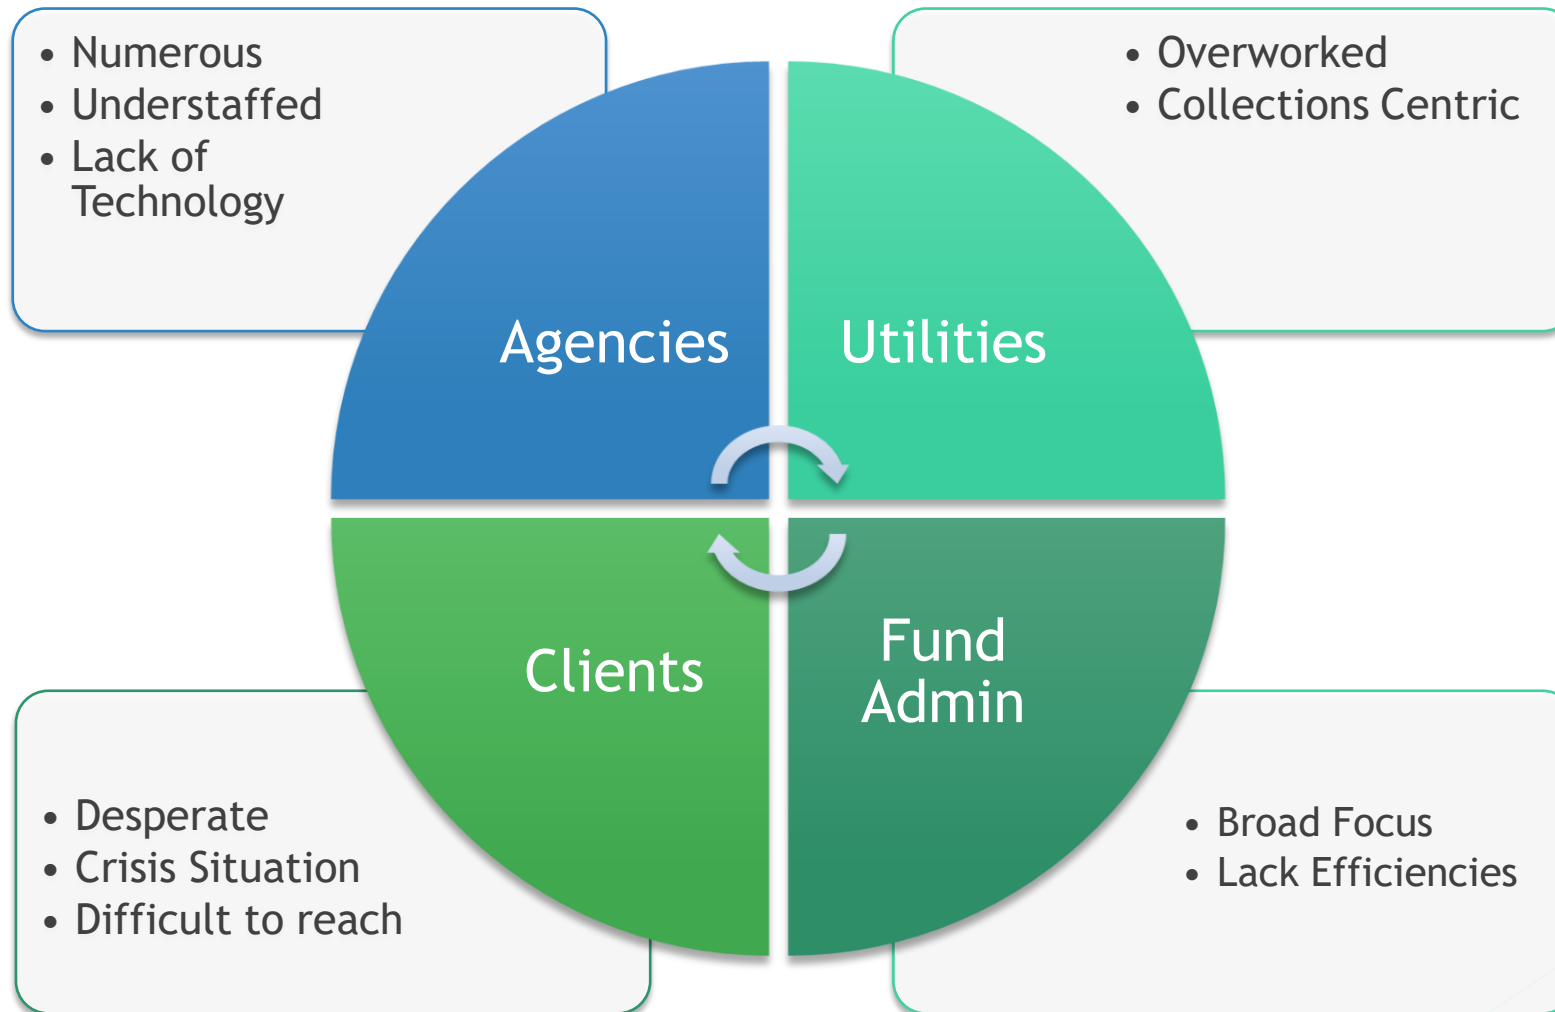 • Numerous
• Understaffed
• Lack of
Technology
• Overworked
• Collections Centric
Agencies
Utilities
Clients
Fund
Admin
• Desperate
• Crisis Situation
• Difficult to reach
• Broad Focus
• Lack Efficiencies